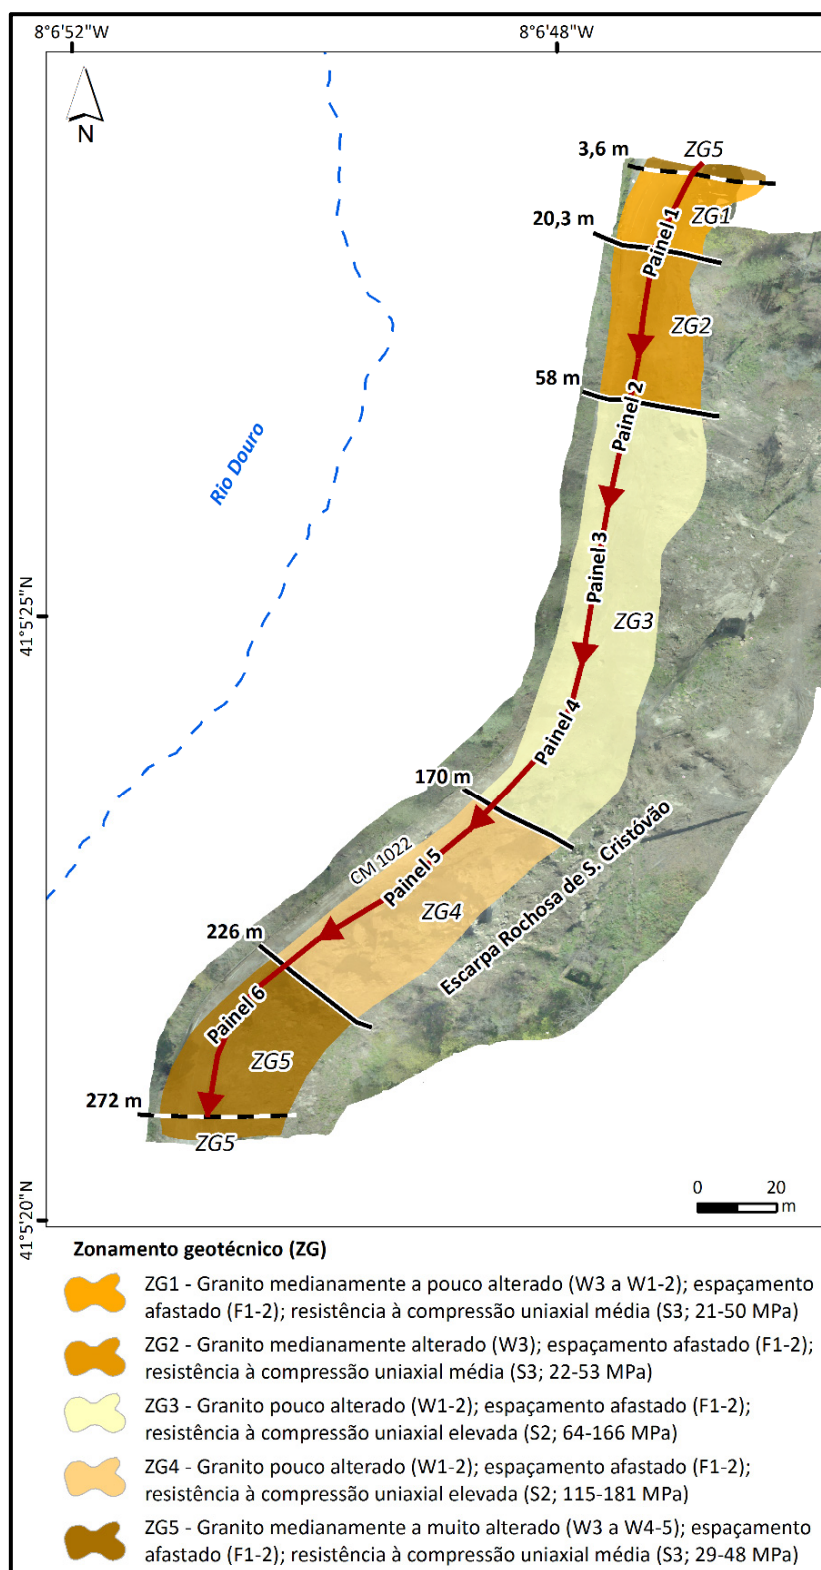 8°6'52"W
8°6'48"W
N
3,6 m
ZG5
ZG1
20,3 m
Painel 1
ZG2
58 m
Painel 2
Rio Douro
Painel 3
41°5'25"N
ZG3
Painel 4
170 m
CM 1022
Painel 5
Escarpa Rochosa de S. Cristóvão
ZG4
226 m
Painel 6
ZG5
272 m
ZG5
0 20
m
41°5'20"N
Zonamento geotécnico (ZG)
ZG1 - Granito medianamente a pouco alterado (W3 a W1-2); espaçamento
afastado (F1-2); resistência à compressão uniaxial média (S3; 21-50 MPa)
ZG2 - Granito medianamente alterado (W3); espaçamento afastado (F1-2);
resistência à compressão uniaxial média (S3; 22-53 MPa)
ZG3 - Granito pouco alterado (W1-2); espaçamento afastado (F1-2);
resistência à compressão uniaxial elevada (S2; 64-166 MPa)
ZG4 - Granito pouco alterado (W1-2); espaçamento afastado (F1-2);
resistência à compressão uniaxial elevada (S2; 115-181 MPa)
ZG5 - Granito medianamente a muito alterado (W3 a W4-5); espaçamento
afastado (F1-2); resistência à compressão uniaxial média (S3; 29-48 MPa)